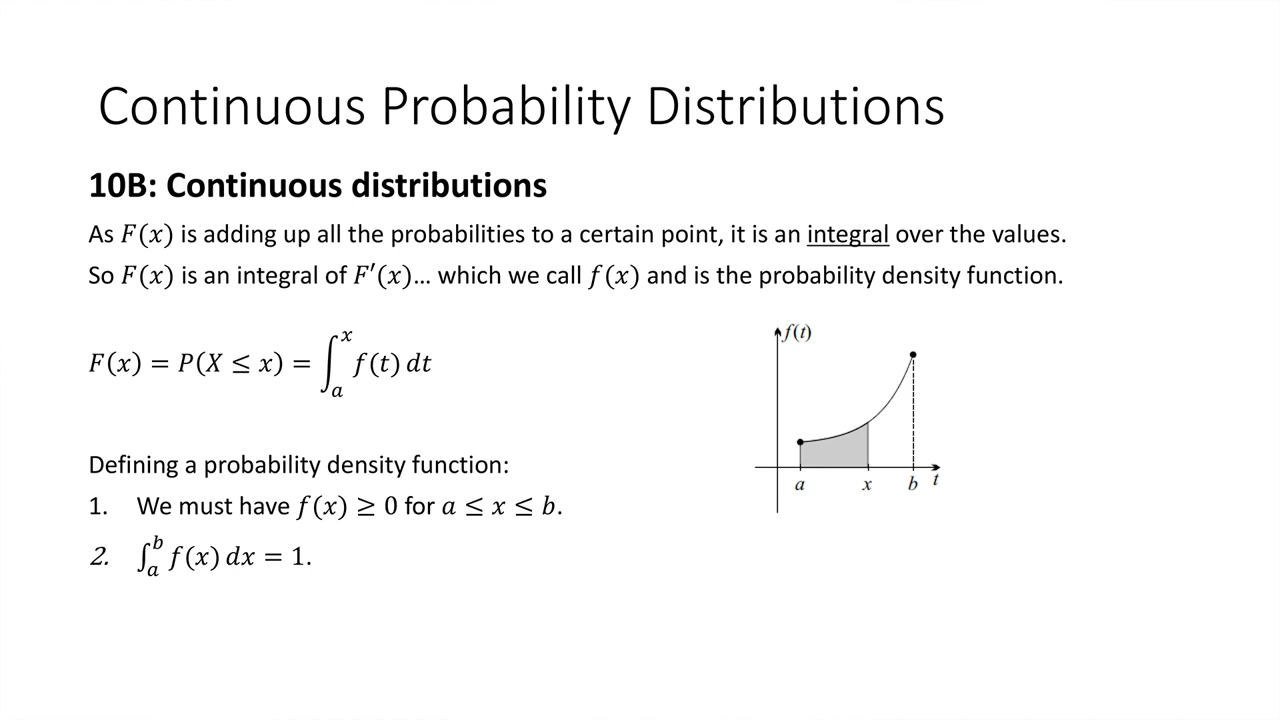 Continuous Probability Distributions
10B: Continuous distributions
As F(x) is adding up all the probabilities to a certain point, it is an integral over the values.
So F(x) is an integral of F′(x)… which we call f(x) and is the probability density function.
F(x) = P(X ≤ x) = ∫ₐˣ f(t) dt
f(t)
a x b t
Defining a probability density function:
1. We must have f(x) ≥ 0 for a ≤ x ≤ b.
2. ∫ₐᵇ f(x) dx = 1.